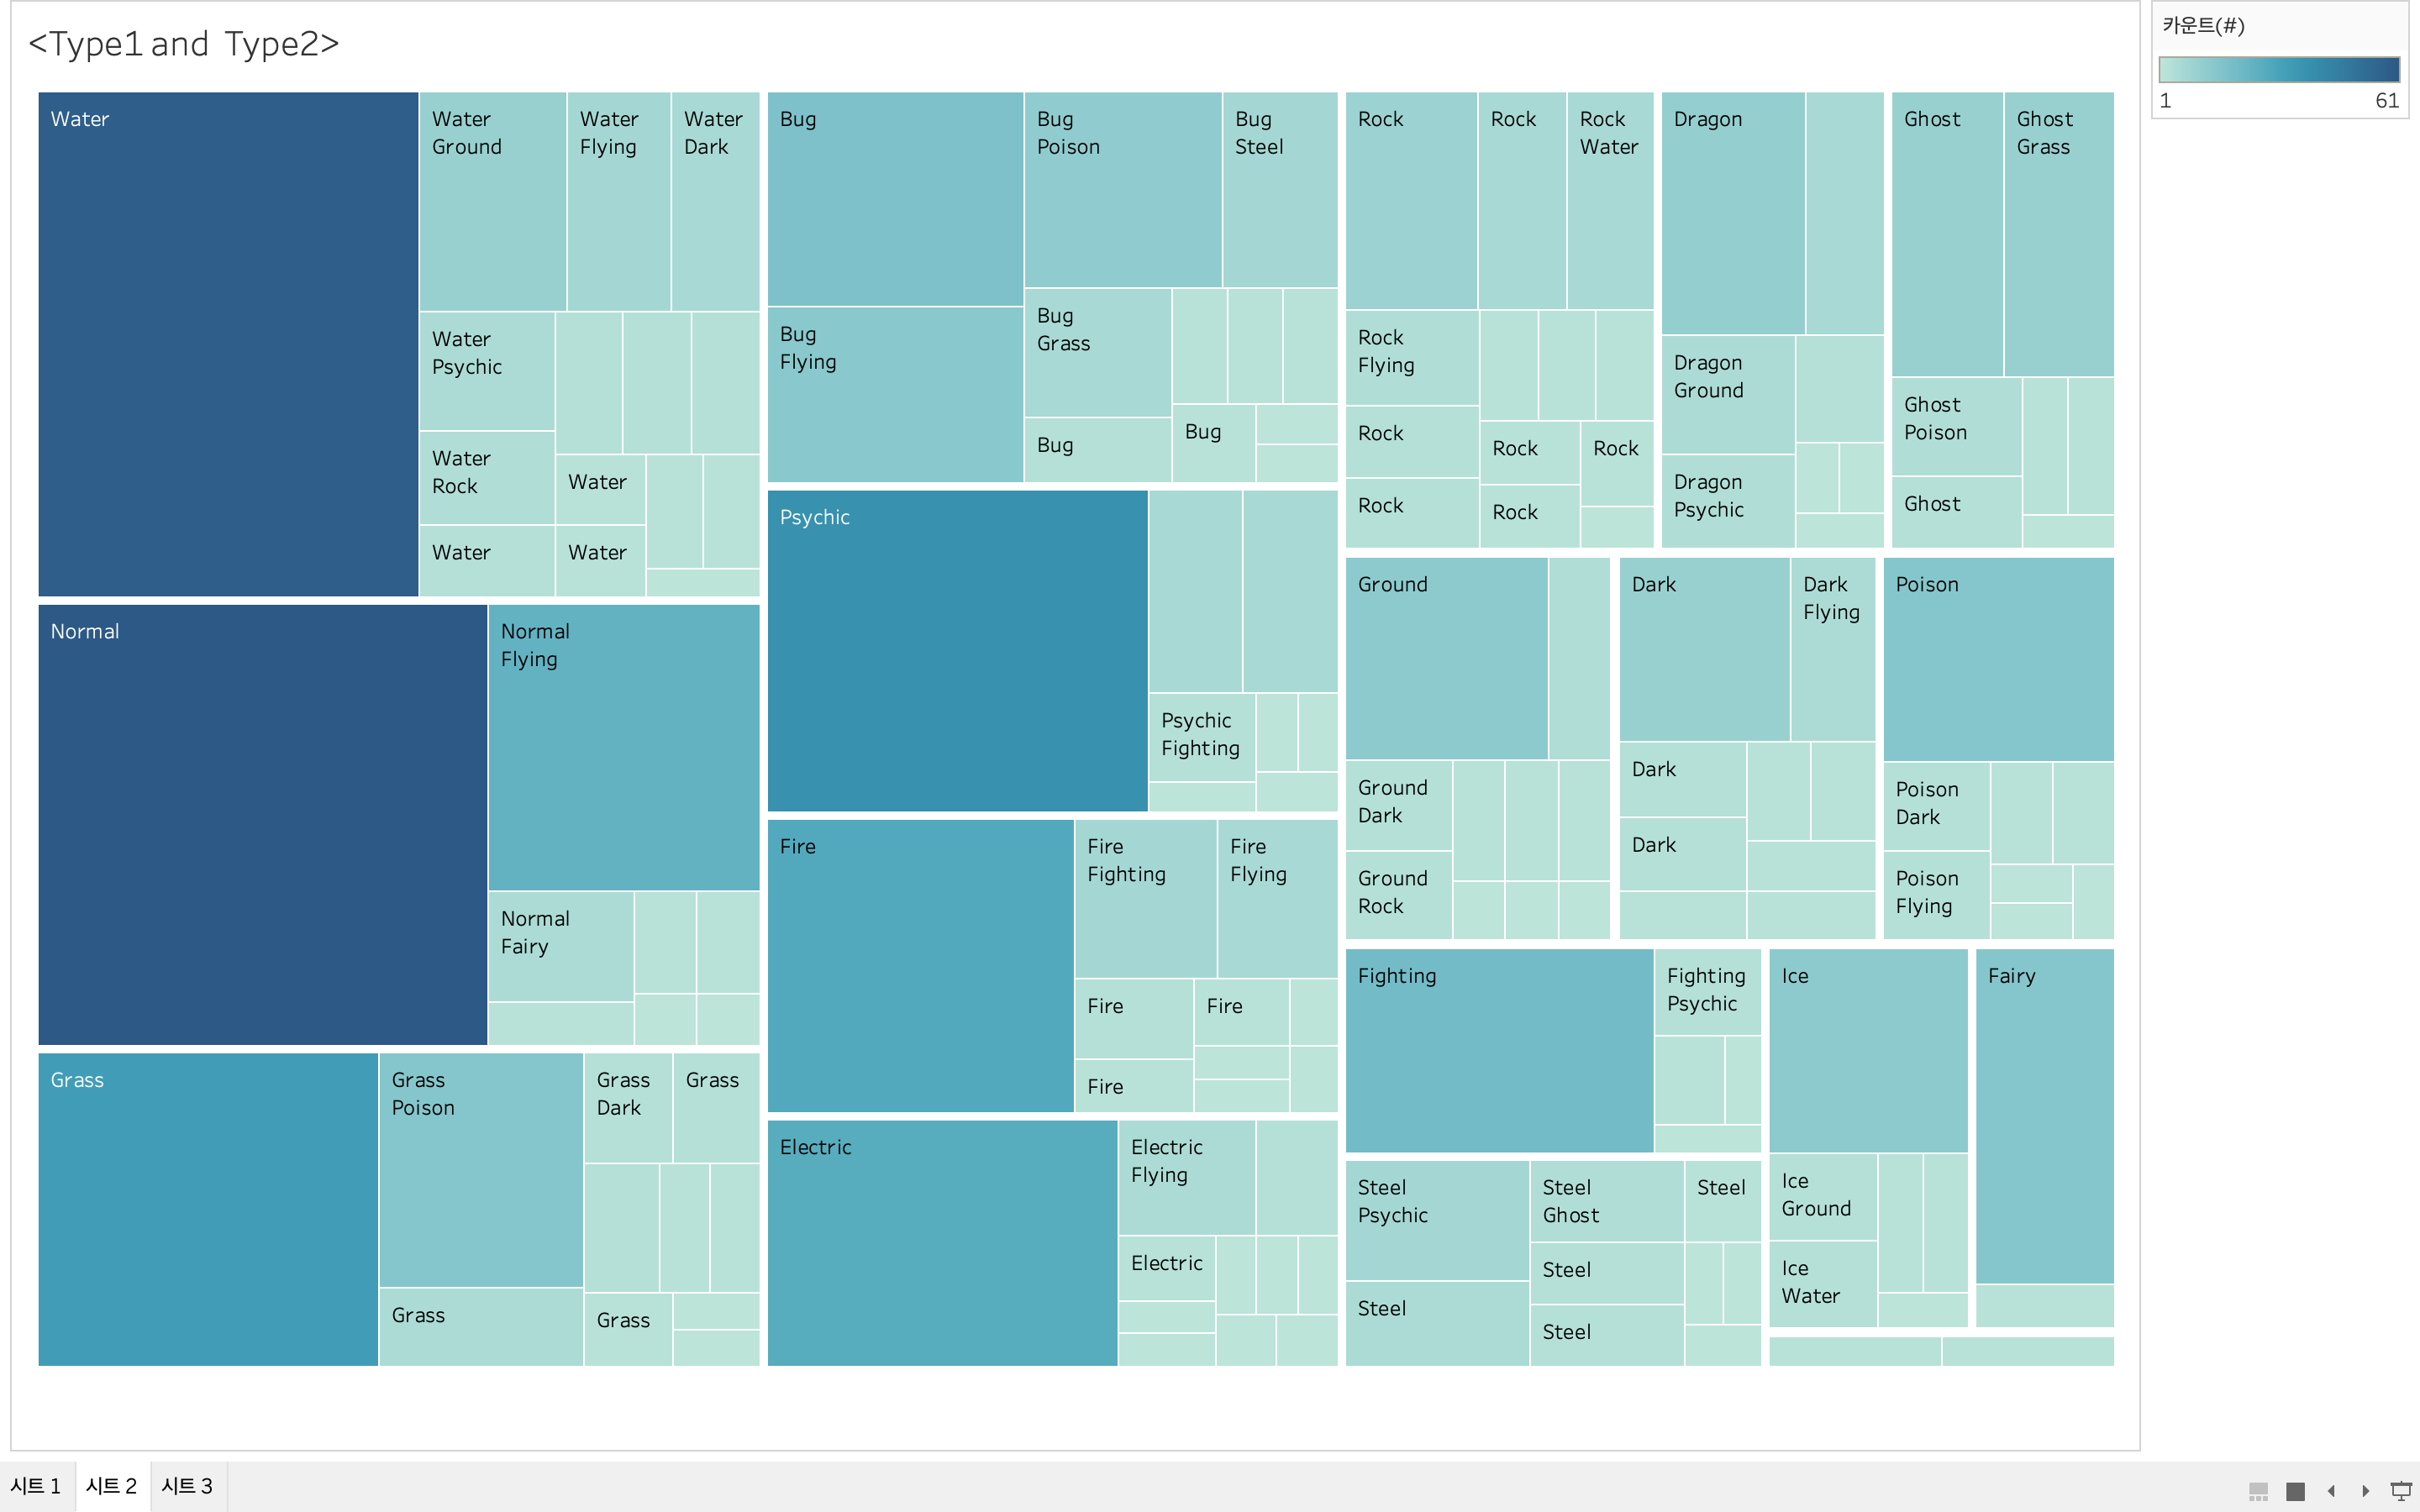 <Type1 and Type2>
카운트(#)
1
61
Water
Water
Ground
Water
Flying
Water
Dark
Water
Psychic
Water
Rock
Water
Water
Water
Normal
Normal
Flying
Normal
Fairy
Grass
Grass
Poison
Grass
Grass
Dark
Grass
Grass
Bug
Bug
Flying
Bug
Poison
Bug
Steel
Bug
Grass
Bug
Bug
Psychic
Psychic
Fighting
Fire
Fire
Fighting
Fire
Flying
Fire
Fire
Fire
Electric
Electric
Flying
Electric
Rock
Rock
Rock
Water
Rock
Flying
Rock
Rock
Rock
Rock
Rock
Dragon
Dragon
Ground
Dragon
Psychic
Ghost
Ghost
Grass
Ghost
Poison
Ghost
Ground
Ground
Dark
Ground
Rock
Dark
Dark
Flying
Dark
Dark
Poison
Poison
Dark
Poison
Flying
Fighting
Fighting
Psychic
Steel
Psychic
Steel
Steel
Ghost
Steel
Steel
Steel
Ice
Ice
Ground
Ice
Water
Fairy
시트 1
시트 2
시트 3